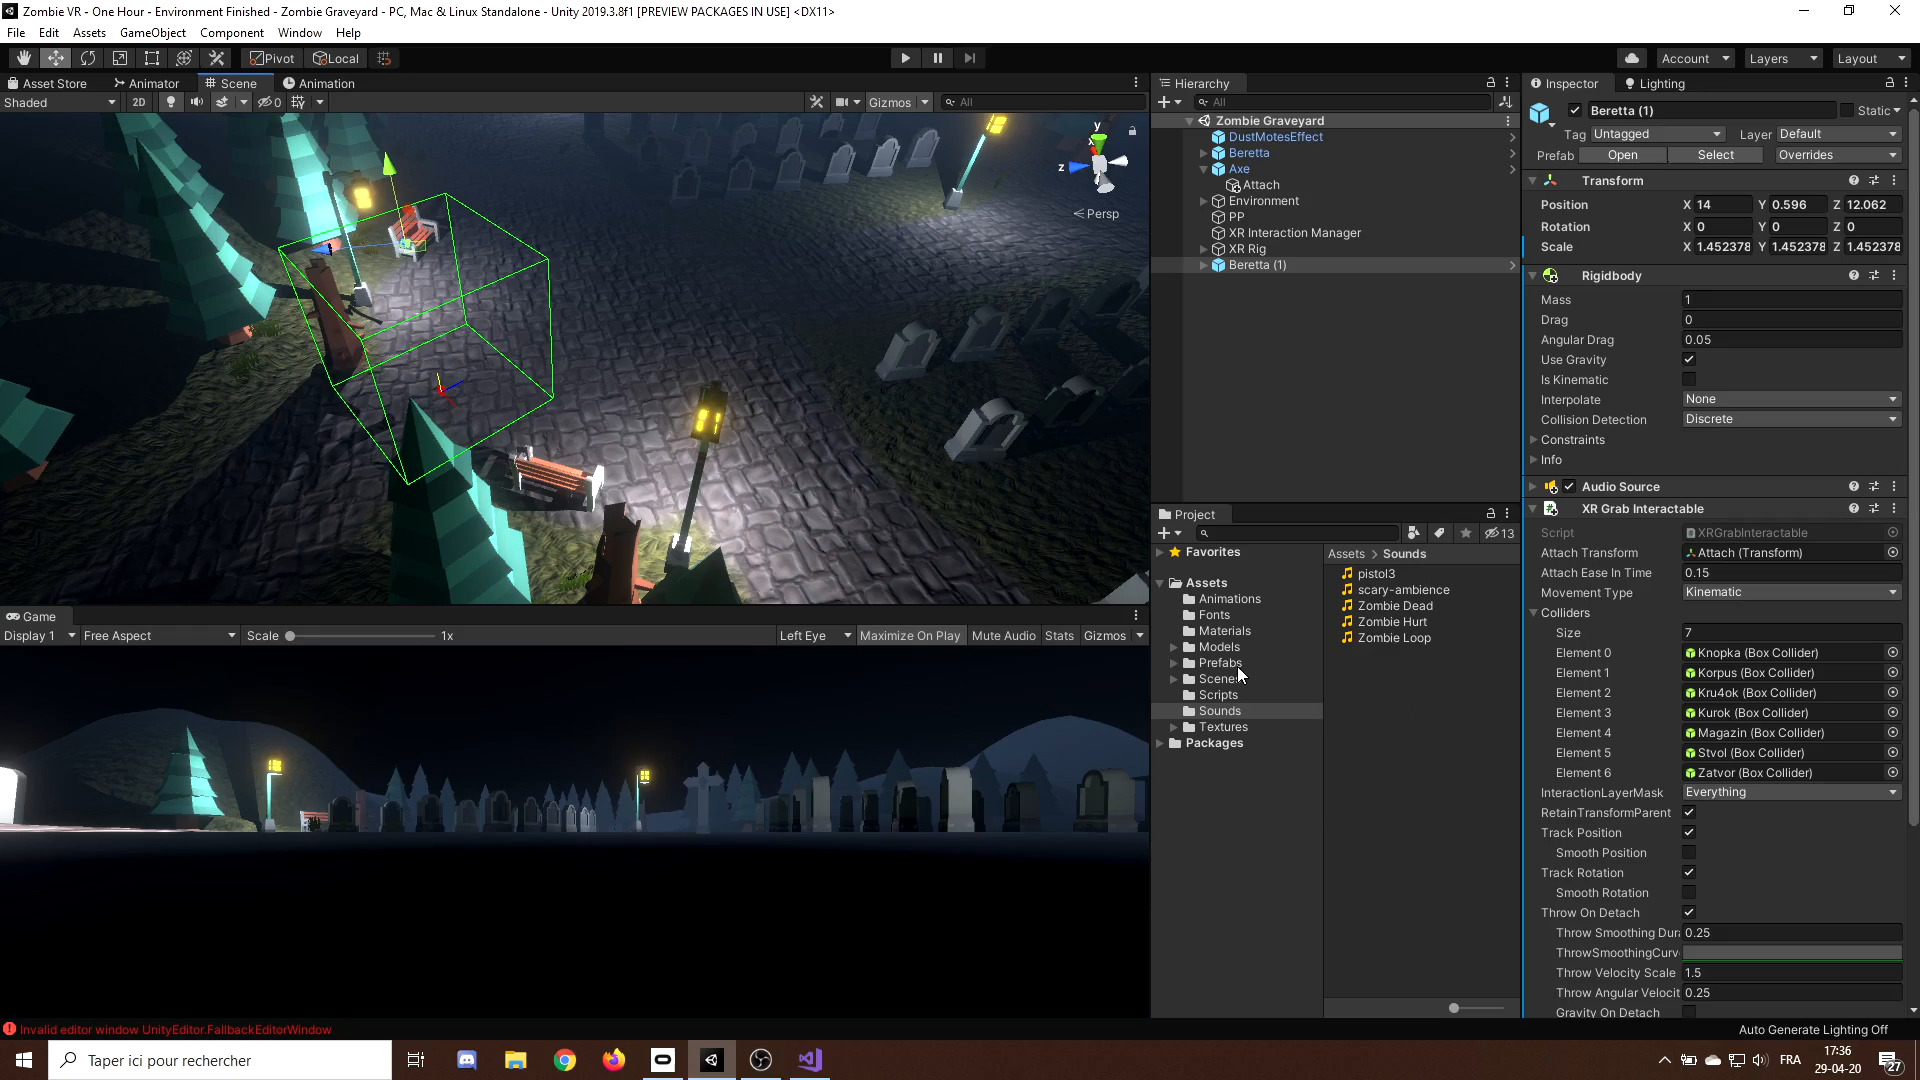 Zombie VR - One Hour - Environment Finished - Zombie Graveyard - PC, Mac & Linux Standalone - Unity 2019.3.8f1 [PREVIEW PACKAGES IN USE] <DX11>
File Edit Assets GameObject Component Window Help
Pivot Local
Account Layers Layout
Asset Store Animator Scene Animation
Shaded 2D 0 Gizmos All
y x z
Persp
Game
Display 1 Free Aspect Scale 1x Left Eye Maximize On Play Mute Audio Stats Gizmos
Hierarchy
All
Zombie Graveyard
DustMotesEffect
Beretta
Axe
Attach
Environment
PP
XR Interaction Manager
XR Rig
Beretta (1)
Project
13
Favorites
Assets
Animations
Fonts
Materials
Models
Prefabs
Scenes
Scripts
Sounds
Textures
Packages
Assets > Sounds
pistol3
scary-ambience
Zombie Dead
Zombie Hurt
Zombie Loop
Inspector Lighting
Beretta (1) Static
Tag Untagged Layer Default
Prefab Open Select Overrides
Transform
Position X 14 Y 0.596 Z 12.062
Rotation X 0 Y 0 Z 0
Scale X 1.452378 Y 1.452378 Z 1.452378
Rigidbody
Mass 1
Drag 0
Angular Drag 0.05
Use Gravity
Is Kinematic
Interpolate None
Collision Detection Discrete
Constraints
Info
Audio Source
XR Grab Interactable
Script XRGrabInteractable
Attach Transform Attach (Transform)
Attach Ease In Time 0.15
Movement Type Kinematic
Colliders
Size 7
Element 0 Knopka (Box Collider)
Element 1 Korpus (Box Collider)
Element 2 Kru4ok (Box Collider)
Element 3 Kurok (Box Collider)
Element 4 Magazin (Box Collider)
Element 5 Stvol (Box Collider)
Element 6 Zatvor (Box Collider)
InteractionLayerMask Everything
RetainTransformParent
Track Position
Smooth Position
Track Rotation
Smooth Rotation
Throw On Detach
Throw Smoothing Dura 0.25
ThrowSmoothingCurv
Throw Velocity Scale 1.5
Throw Angular Velocit 0.25
Gravity On Detach
Invalid editor window UnityEditor.FallbackEditorWindow
Auto Generate Lighting Off
Taper ici pour rechercher
FRA
17:36
29-04-20
27